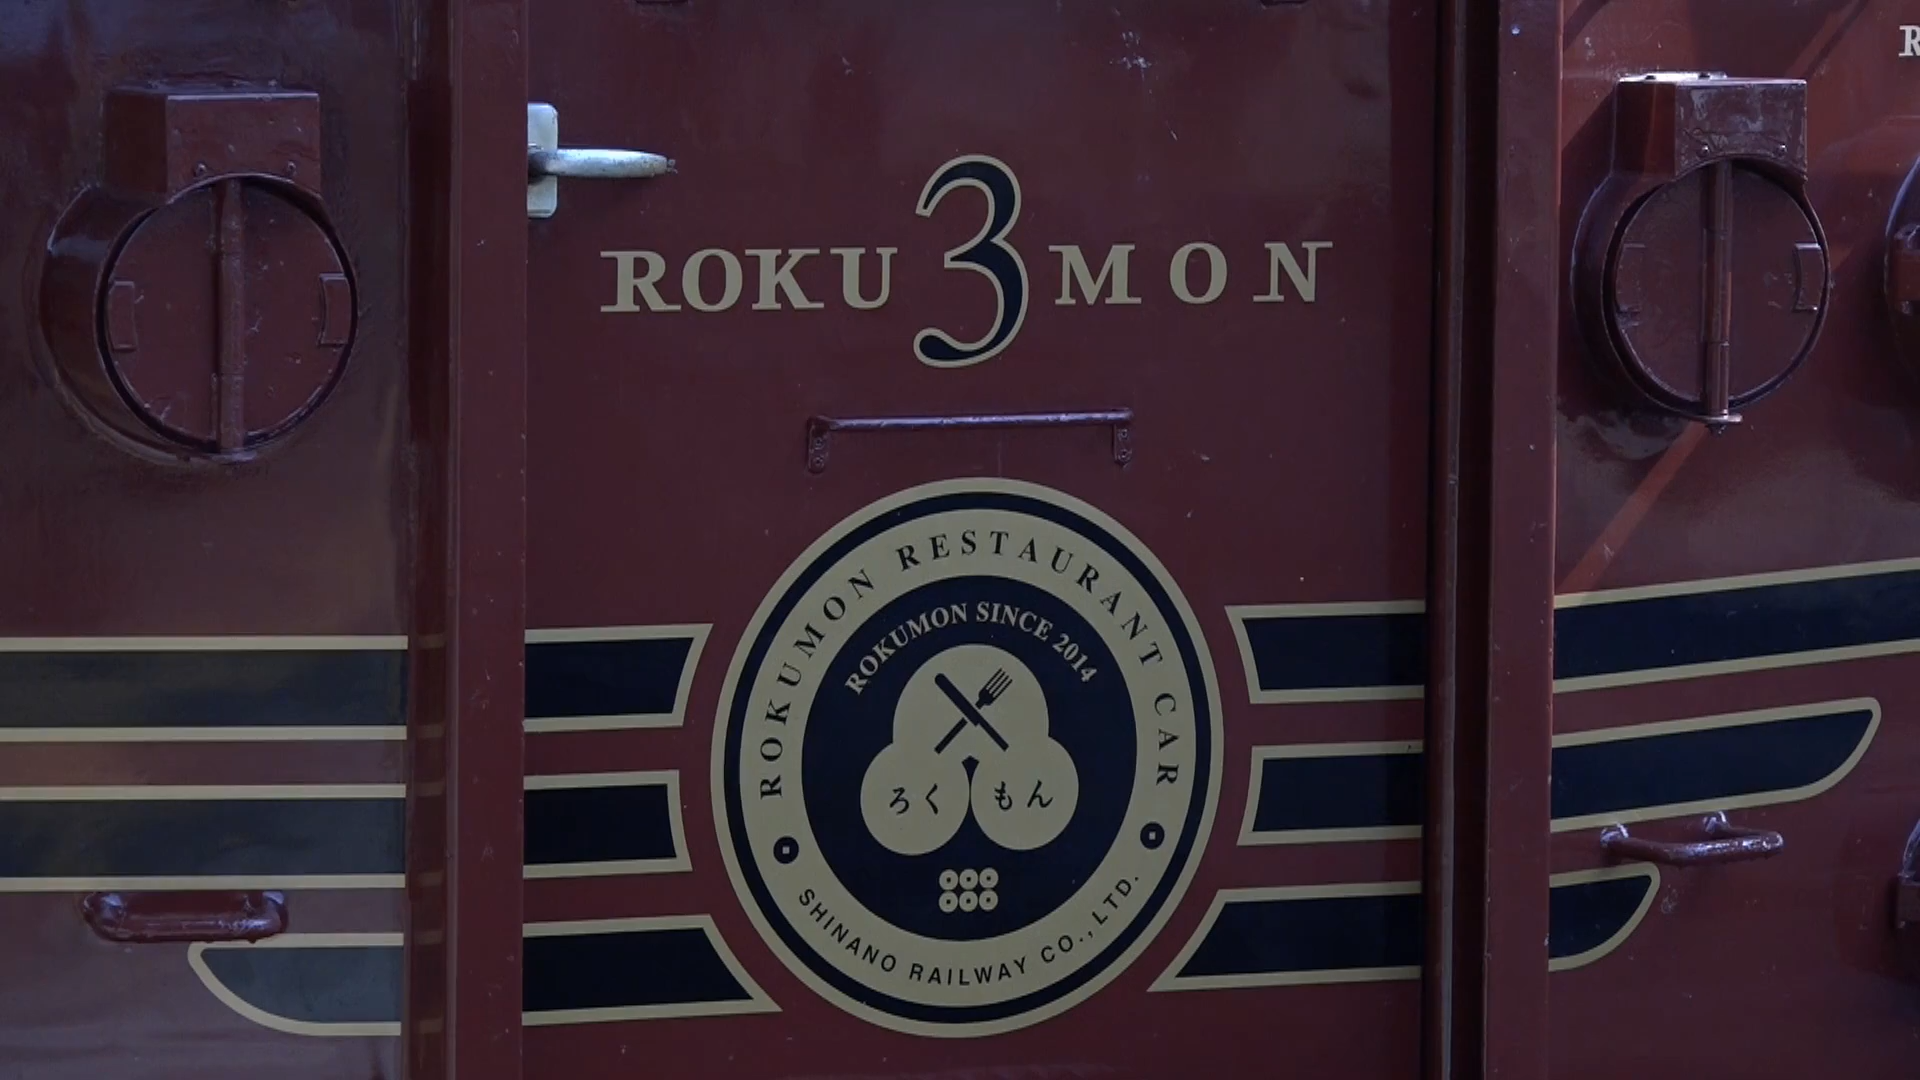 ROKU 3 MON
ROKUMON RESTAURANT CAR
ROKUMON SINCE 2014
ろく もん
SHINANO RAILWAY CO., LTD.